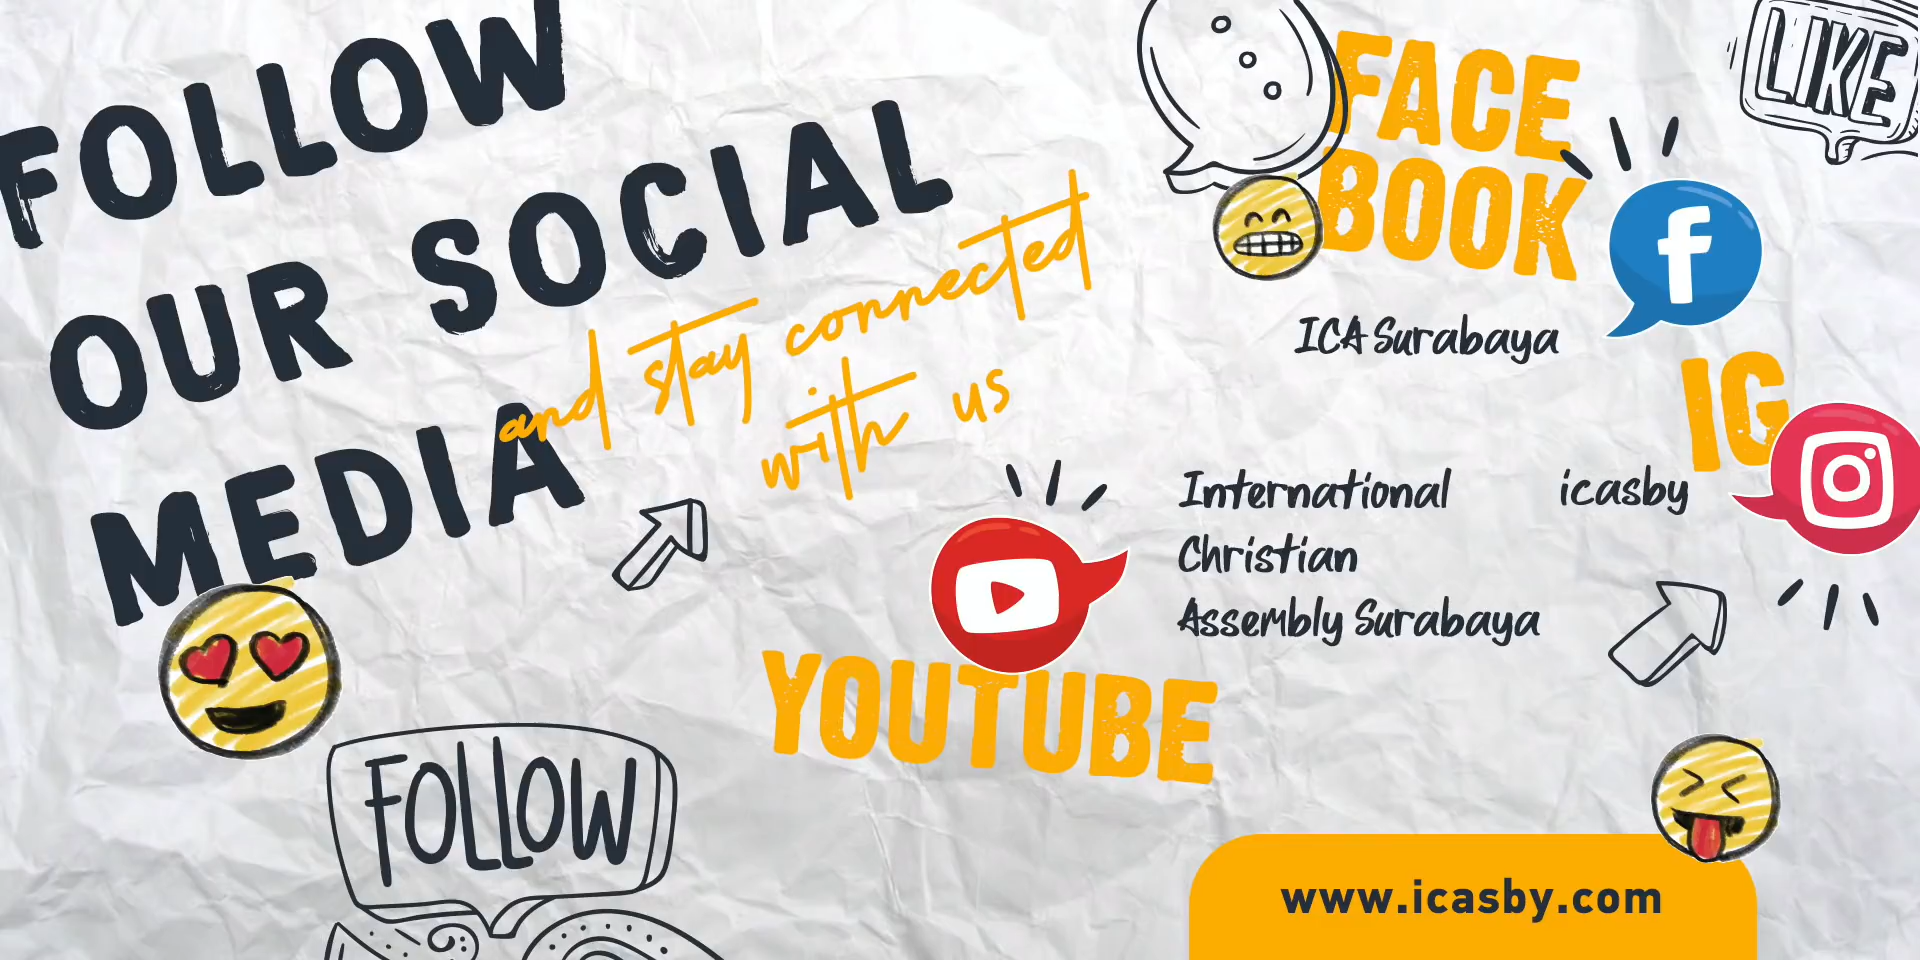 FOLLOW
OUR SOCIAL
MEDIA
and stay connected
with us
FACE
BOOK
ICA Surabaya
LIKE
IG
icasby
International
Christian
Assembly Surabaya
YOUTUBE
FOLLOW
www.icasby.com